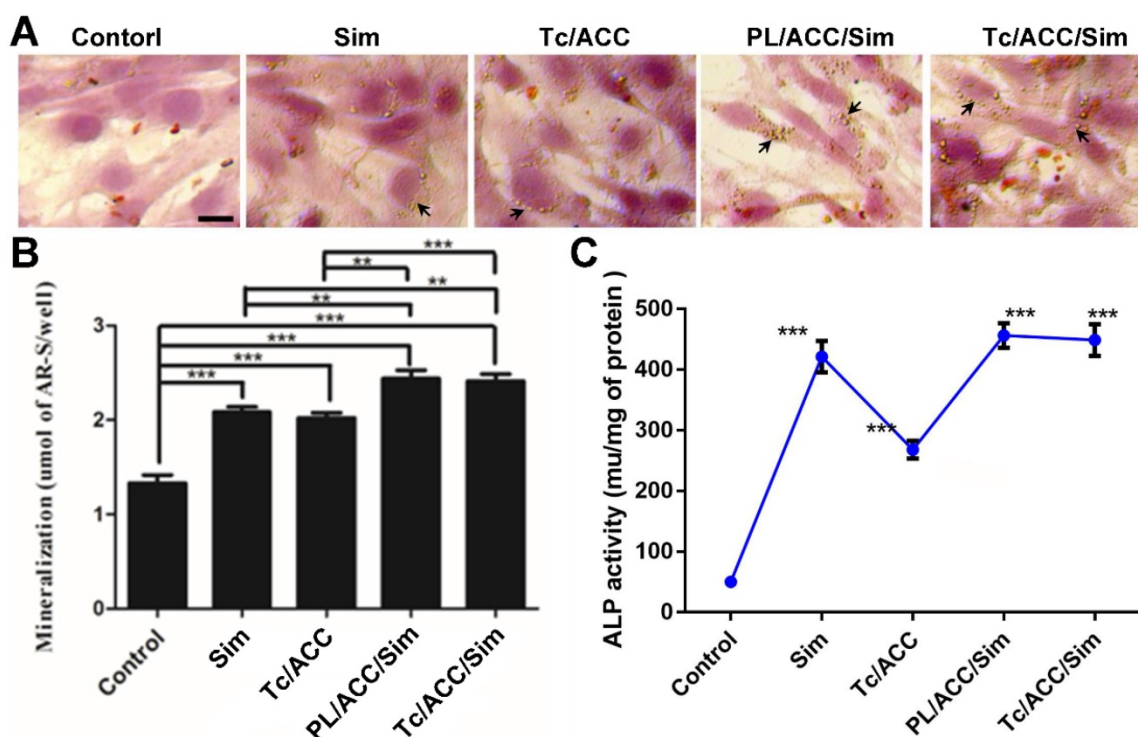 A
Contorl
Sim
Tc/ACC
PL/ACC/Sim
Tc/ACC/Sim
B
***
**
**
**
***
***
***
***
Mineralization (umol of AR-S/well)
3
2
1
0
Control
Sim
Tc/ACC
PL/ACC/Sim
Tc/ACC/Sim
C
ALP activity (mu/mg of protein )
500
400
300
200
100
50
0
***
***
***
***
Control
Sim
Tc/ACC
PL/ACC/Sim
Tc/ACC/Sim